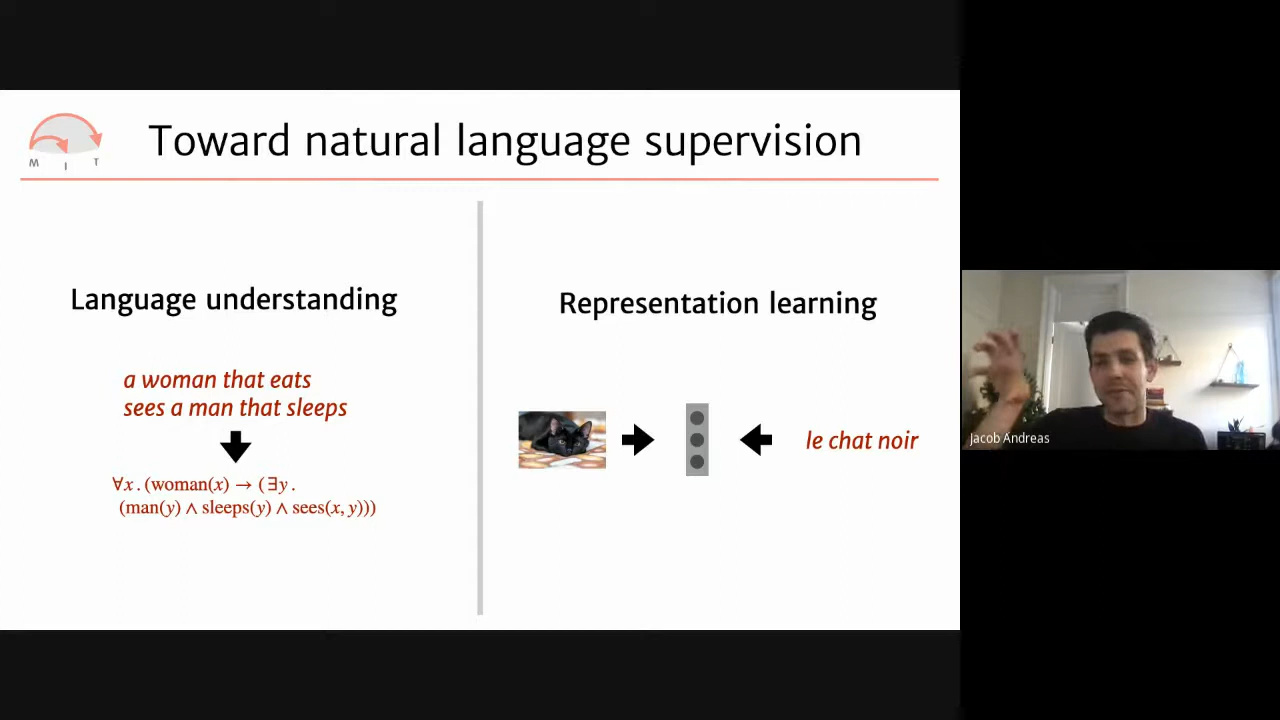 Toward natural language supervision
M I T
Language understanding
a woman that eats
sees a man that sleeps
∀x . (woman(x) → (∃y .
(man(y) ∧ sleeps(y) ∧ sees(x, y)))
Representation learning
le chat noir
Jacob Andreas